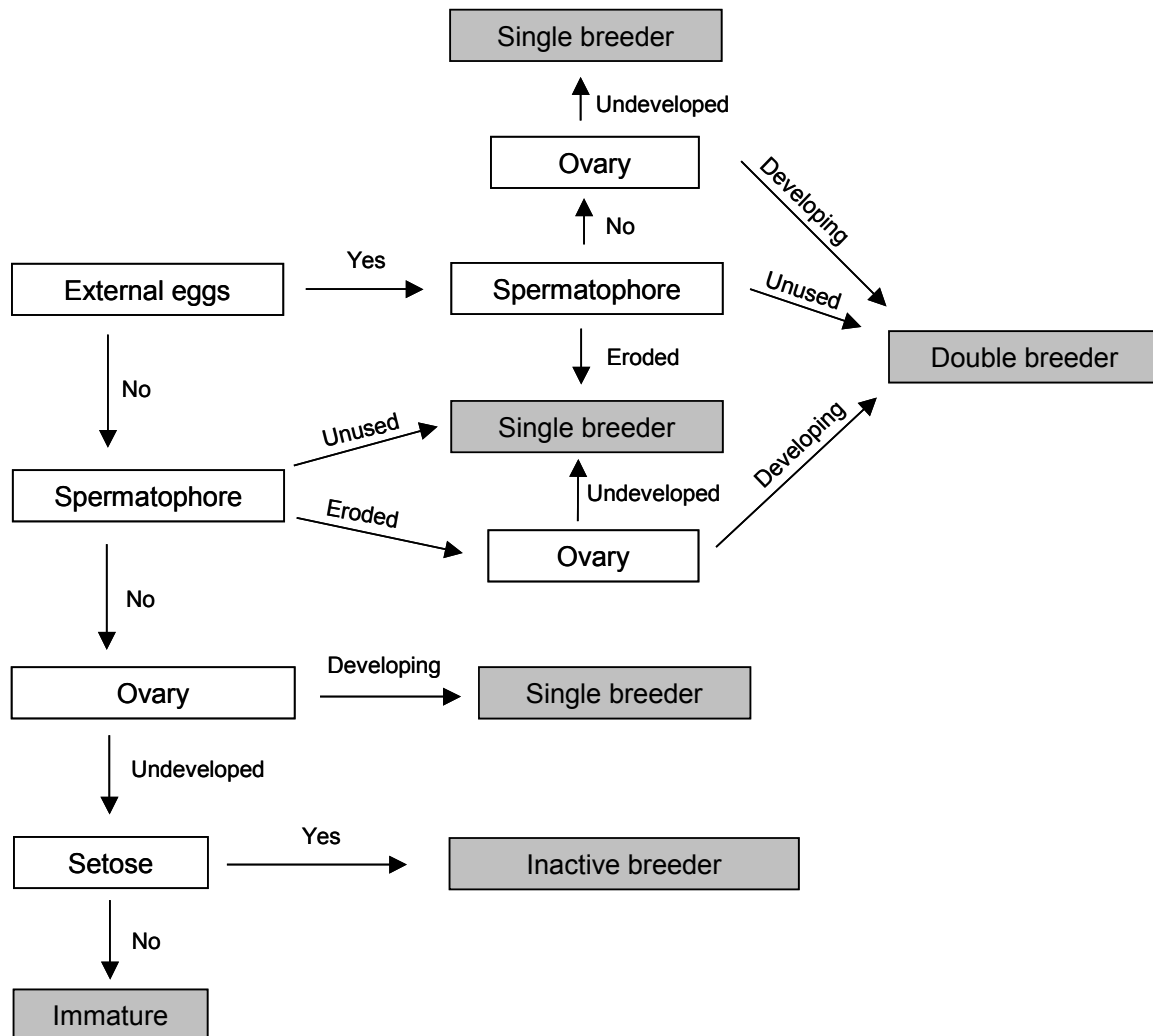 Single breeder
Undeveloped
Ovary
Developing
No
Yes
External eggs
Spermatophore
Unused
Eroded
Double breeder
No
Unused
Single breeder
Developing
Spermatophore
Undeveloped
Eroded
Ovary
No
Developing
Ovary
Single breeder
Undeveloped
Yes
Setose
Inactive breeder
No
Immature